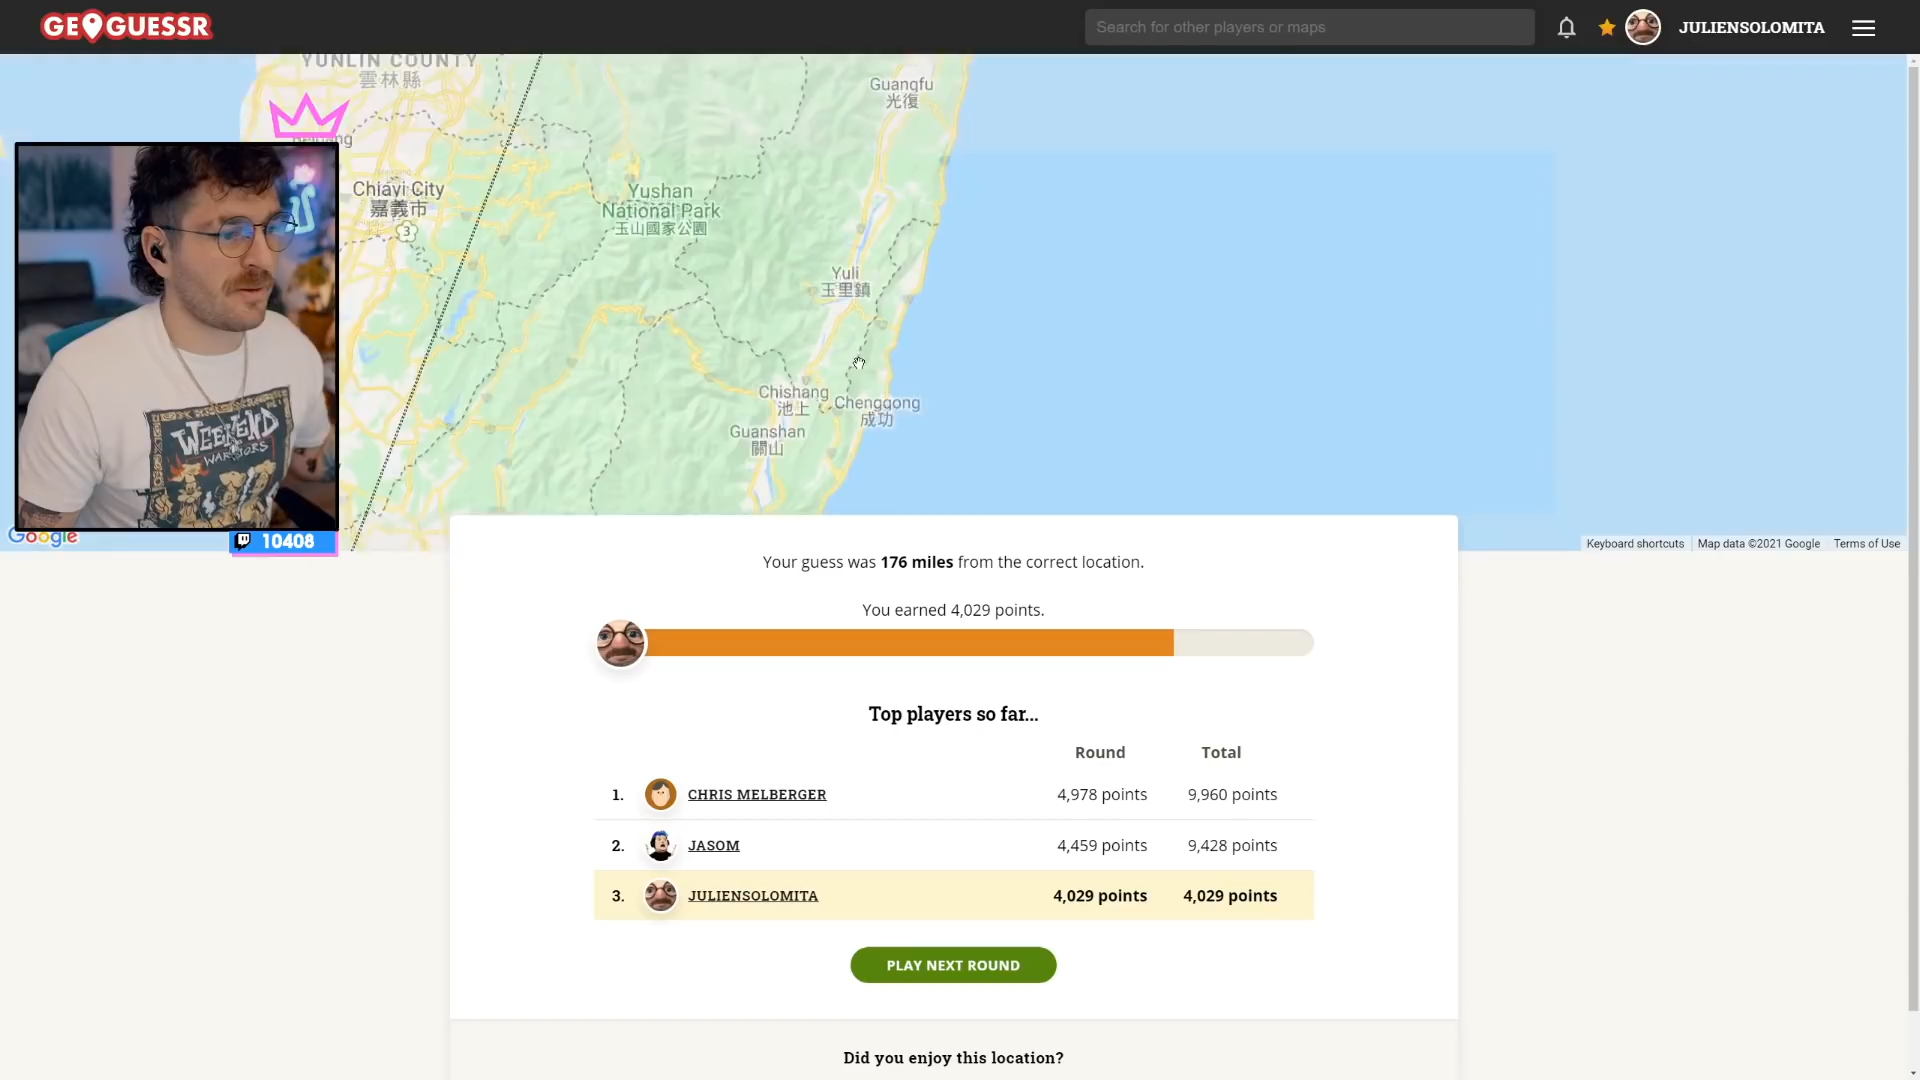 GEOGUESSR
Search for other players or maps
JULIENSOLOMITA
YUNLIN COUNTY
雲林縣
Guangfu
光復
Chiayi City
嘉義市
3
Yushan
National Park
玉山國家公園
Yuli
玉里鎮
Chishang
池上
Chenggong
成功
Guanshan
關山
WEEKEND
WARRIORS
Google
10408
Keyboard shortcuts
Map data ©2021 Google
Terms of Use
Your guess was 176 miles from the correct location.
You earned 4,029 points.
Top players so far...
Round Total
1. CHRIS MELBERGER 4,978 points 9,960 points
2. JASOM 4,459 points 9,428 points
3. JULIENSOLOMITA 4,029 points 4,029 points
PLAY NEXT ROUND
Did you enjoy this location?